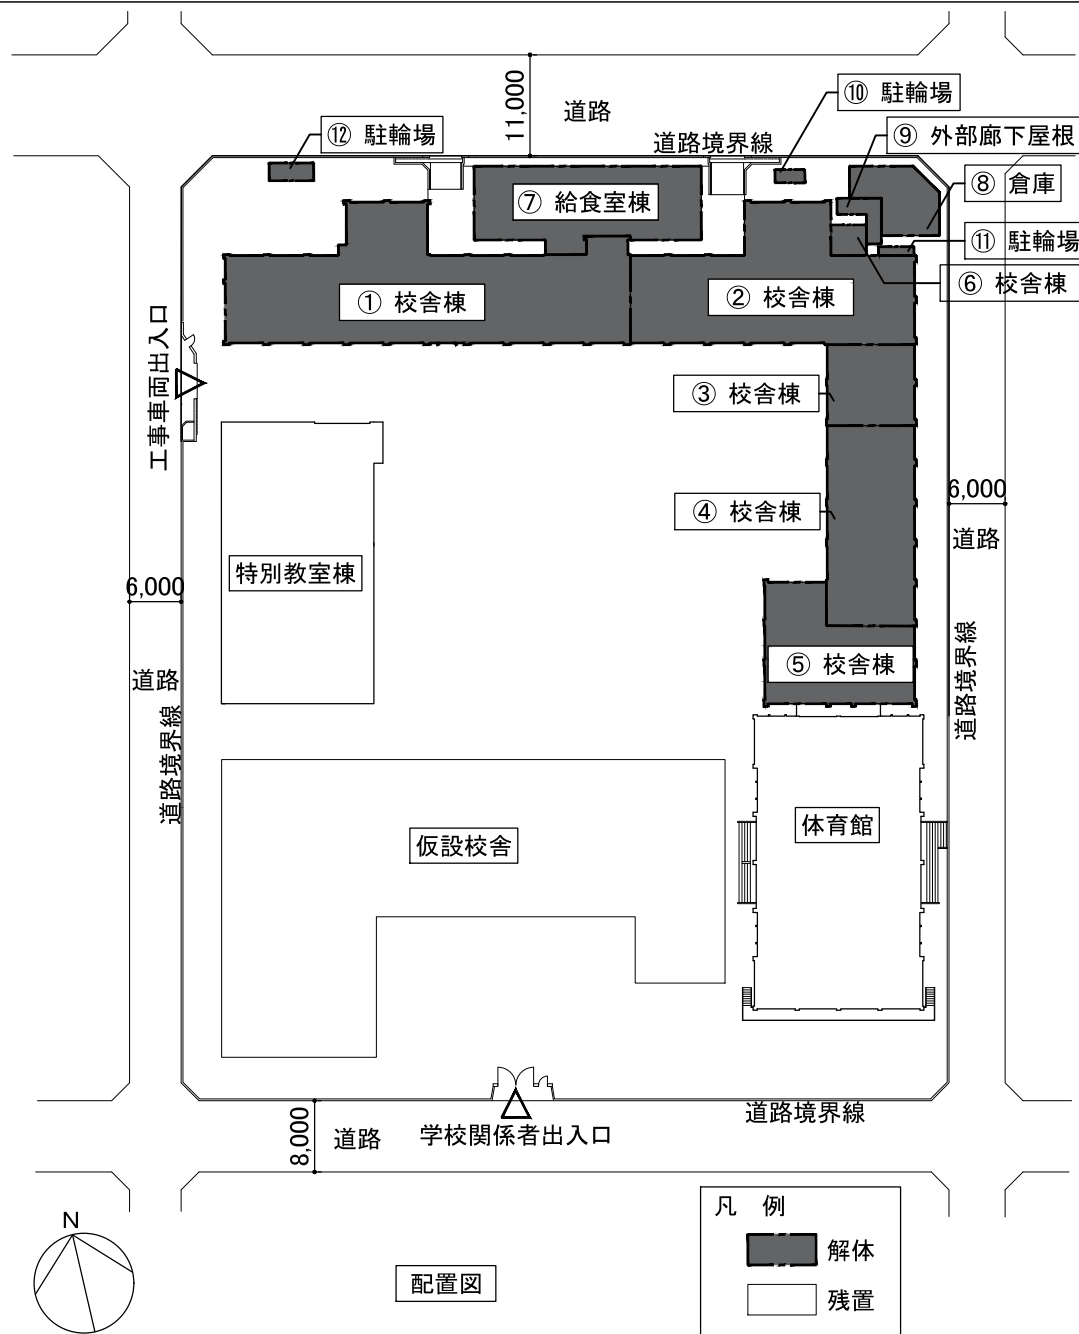 11,000
道路
道路境界線
⑩ 駐輪場
⑫ 駐輪場
⑨ 外部廊下屋根
⑧ 倉庫
⑦ 給食室棟
⑪ 駐輪場
⑥ 校舎棟
① 校舎棟
② 校舎棟
工事車両出入口
③ 校舎棟
④ 校舎棟
6,000
道路
特別教室棟
6,000
道路
道路境界線
⑤ 校舎棟
道路境界線
体育館
仮設校舎
道路境界線
8,000
道路
学校関係者出入口
N
配置図
凡 例
解体
残置